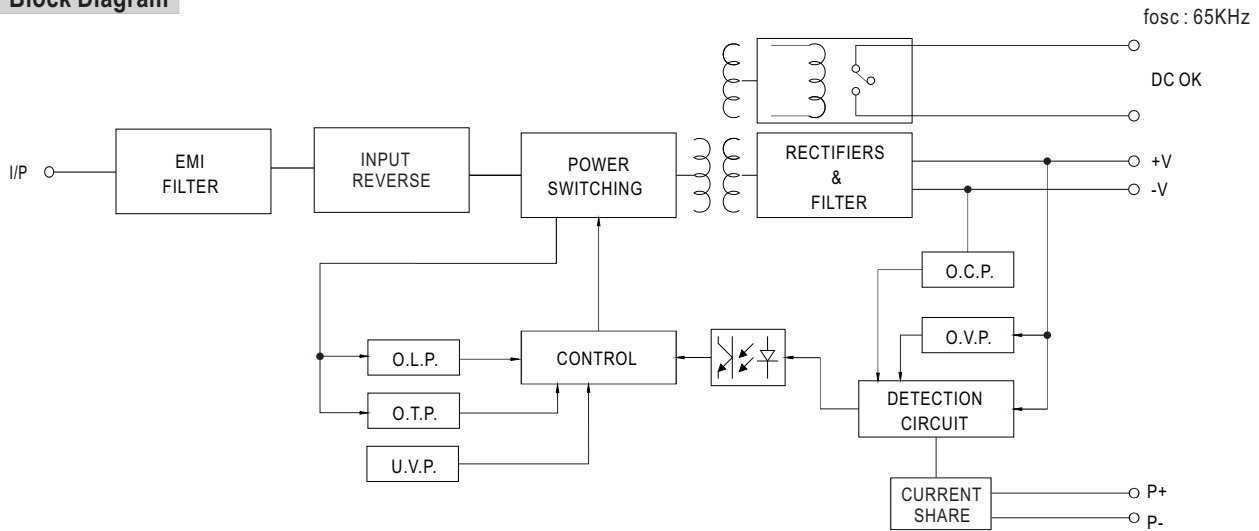 Block Diagram
fosc : 65KHz
DC OK
I/P
EMI
FILTER
INPUT
REVERSE
POWER
SWITCHING
RECTIFIERS
&
FILTER
+V
-V
O.C.P.
O.V.P.
O.L.P.
CONTROL
O.T.P.
U.V.P.
DETECTION
CIRCUIT
CURRENT
SHARE
P+
P-